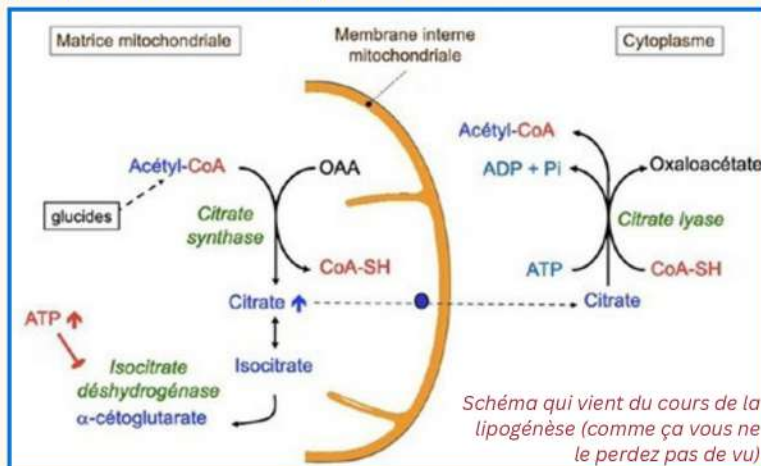 Matrice mitochondriale
Membrane interne
mitochondriale
Cytoplasme
Acétyl-CoA
OAA
glucides
Citrate
synthase
CoA-SH
Citrate
ATP
Isocitrate
déshydrogénase
Isocitrate
α-cétoglutarate
Acétyl-CoA
ADP + Pi
Oxaloacétate
Citrate lyase
ATP
CoA-SH
Citrate
Schéma qui vient du cours de la
lipogénèse (comme ça vous ne
le perdez pas de vu)